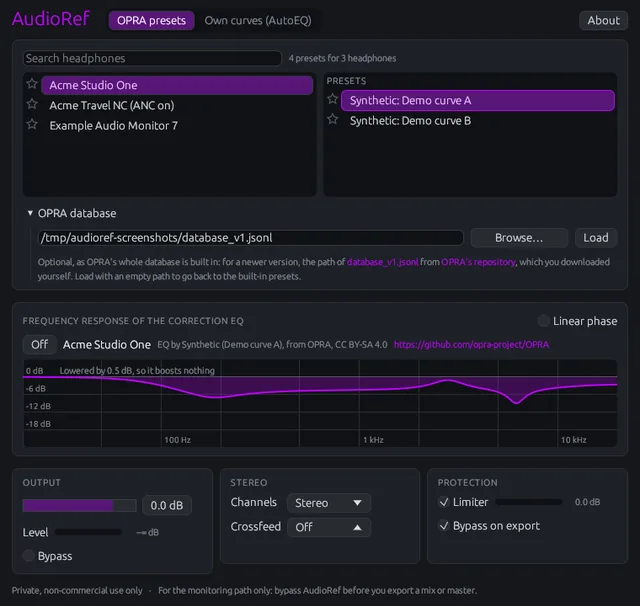 AudioRef OPRA presets Own curves (AutoEQ) About
Search headphones 4 presets for 3 headphones
Acme Studio One
Acme Travel NC (ANC on)
Example Audio Monitor 7
PRESETS
Synthetic: Demo curve A
Synthetic: Demo curve B
OPRA database
/tmp/audioref-screenshots/database_v1.jsonl Browse... Load
Optional, as OPRA's whole database is built in: for a newer version, the path of database_v1.jsonl from OPRA's repository, which you downloaded
yourself. Load with an empty path to go back to the built-in presets.
FREQUENCY RESPONSE OF THE CORRECTION EQ Linear phase
Off Acme Studio One EQ by Synthetic (Demo curve A), from OPRA, CC BY-SA 4.0 https://github.com/opra-project/OPRA
0 dB Lowered by 0.5 dB, so it boosts nothing
-6 dB
-12 dB
-18 dB
100 Hz 1 kHz 10 kHz
OUTPUT
0.0 dB
Level -∞ dB
Bypass
STEREO
Channels Stereo
Crossfeed Off
PROTECTION
Limiter 0.0 dB
Bypass on export
Private, non-commercial use only · For the monitoring path only: bypass AudioRef before you export a mix or master.